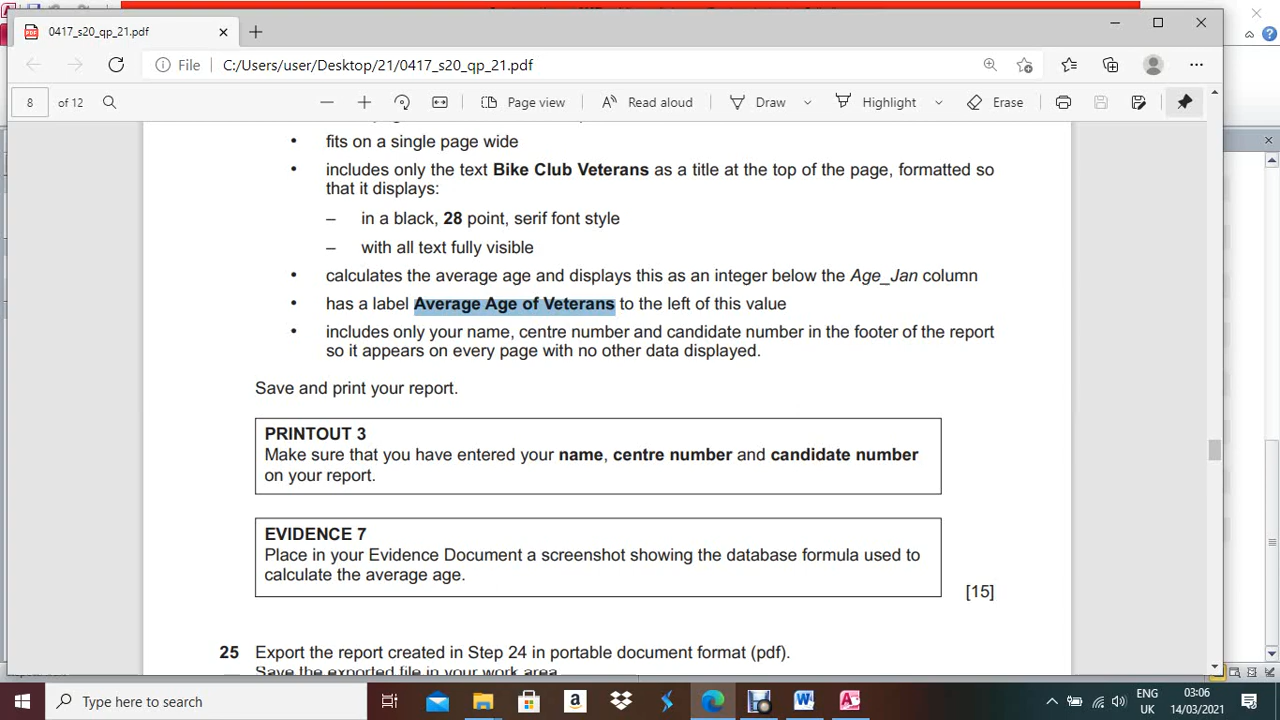 0417_s20_qp_21.pdf
File C:/Users/user/Desktop/21/0417_s20_qp_21.pdf
8 of 12 Page view Read aloud Draw Highlight Erase
• fits on a single page wide
• includes only the text Bike Club Veterans as a title at the top of the page, formatted so
that it displays:
– in a black, 28 point, serif font style
– with all text fully visible
• calculates the average age and displays this as an integer below the Age_Jan column
• has a label Average Age of Veterans to the left of this value
• includes only your name, centre number and candidate number in the footer of the report
so it appears on every page with no other data displayed.
Save and print your report.
PRINTOUT 3
Make sure that you have entered your name, centre number and candidate number
on your report.
EVIDENCE 7
Place in your Evidence Document a screenshot showing the database formula used to
calculate the average age.
[15]
25 Export the report created in Step 24 in portable document format (pdf).
Save the exported file in your work area
Type here to search
ENG 03:06
UK 14/03/2021